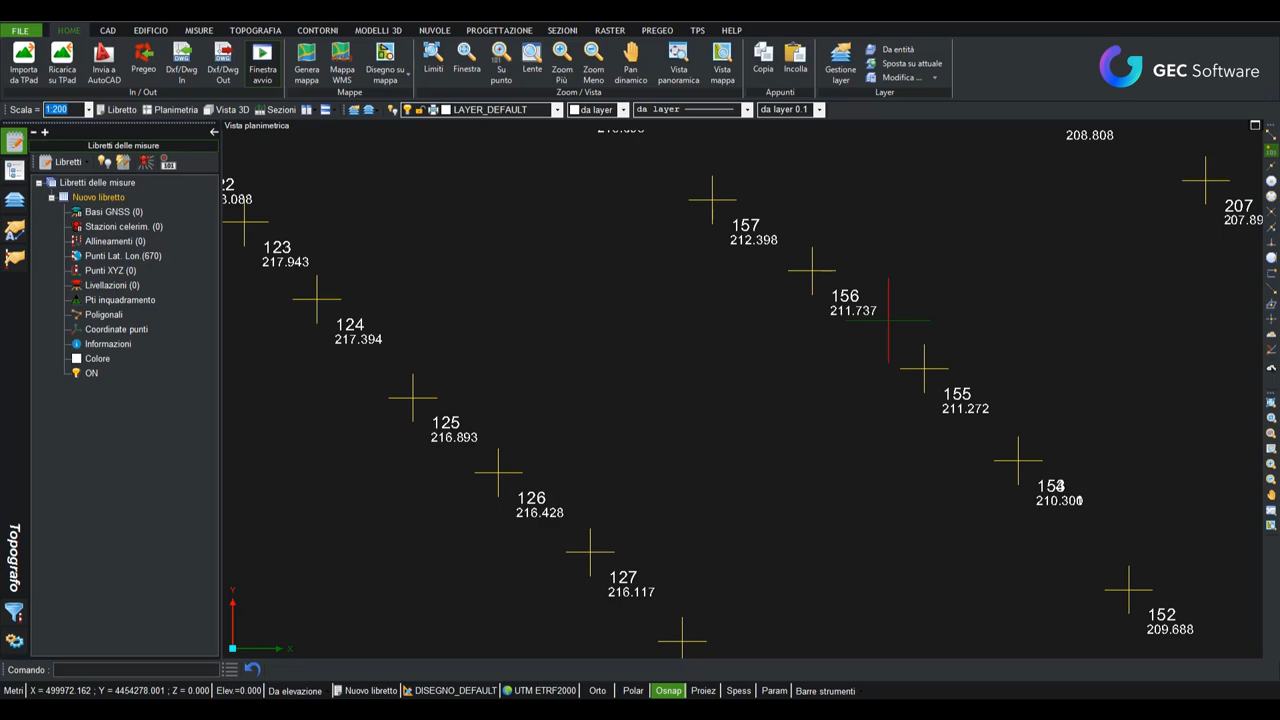 FILE HOME CAD EDIFICIO MISURE TOPOGRAFIA CONTORNI MODELLI 3D NUVOLE PROGETTAZIONE SEZIONI RASTER PREGEO TPS HELP
Importa da TPad
Ricarica su TPad
Invia a AutoCAD
Pregeo
Dxf/Dwg In
Dxf/Dwg Out
Finestra avvio
Genera mappa
Mappa WMS
Disegno su mappa
Limiti
Finestra
Su punto
Lente
Zoom Più
Zoom Meno
Pan dinamico
Vista panoramica
Vista mappa
Copia
Incolla
Gestione layer
Da entità
Su attuale
Modifica ...
In / Out
Mappe
Zoom / Vista
Appunti
Layer
GEC Software
Scala = 1:200 Libretto Planimetria Vista 3D Sezioni LAYER_DEFAULT da layer da layer da layer 0.1
Vista planimetrica
Libretti delle misure
Libretti
Libretti delle misure
Nuovo libretto
Basi GNSS (0)
Stazioni celerim. (0)
Allineamenti (0)
Punti Lat. Lon.(670)
Punti XYZ (0)
Livellazioni (0)
Pti inquadramento
Poligonali
Coordinate punti
Informazioni
Colore
ON
Topografo
208.808
207
157
212.398
123
217.943
156
211.737
124
217.394
155
211.272
125
216.893
126
216.428
127
216.117
152
209.688
Y
X
Comando :
Metri X = 499972.162 ; Y = 4454278.001 ; Z = 0.000 Elev.=0.000 Da elevazione Nuovo libretto DISEGNO_DEFAULT UTM ETRF2000 Orto Polar Osnap Proiez Spess Param Barre strumenti